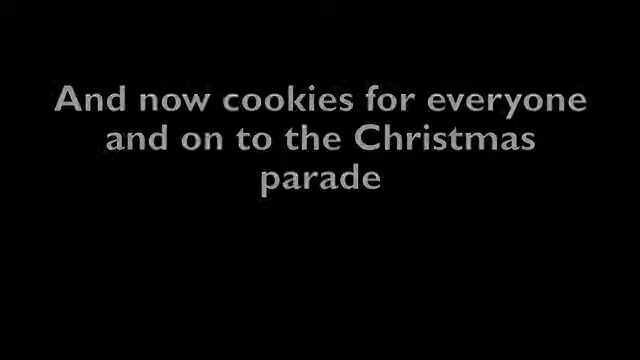 And now cookies for everyone
and on to the Christmas
parade